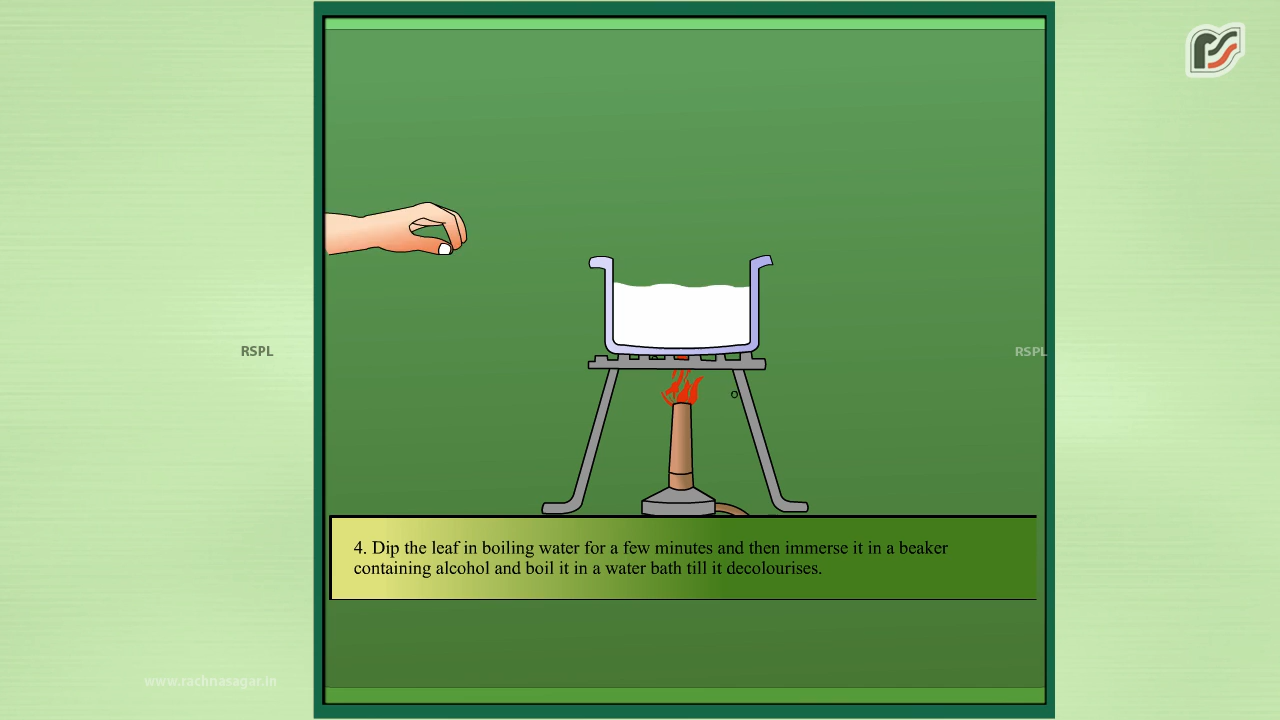 RSPL
RSPL
4. Dip the leaf in boiling water for a few minutes and then immerse it in a beaker
containing alcohol and boil it in a water bath till it decolourises.
www.rachnasagar.in